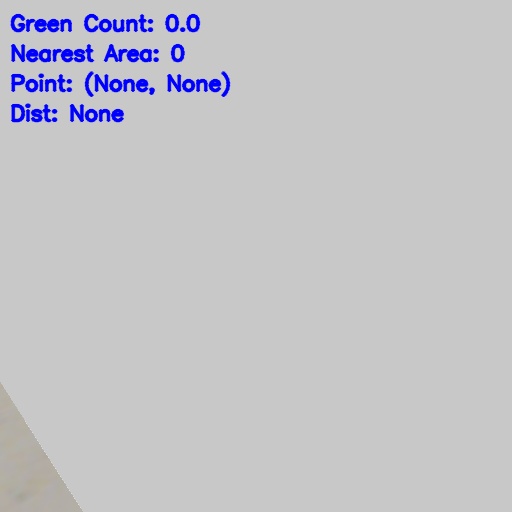 Green Count: 0.0
Nearest Area: 0
Point: (None, None)
Dist: None